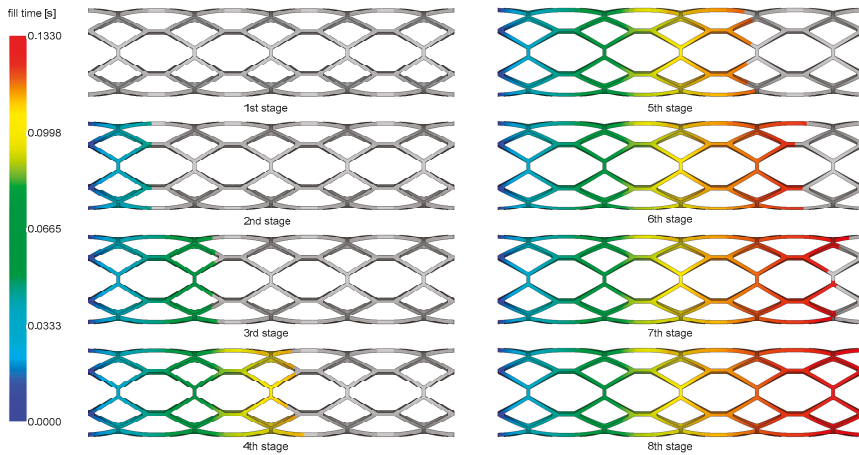 fill time [s]
0.1330
0.0998
0.0665
0.0333
0.0000
1st stage
2nd stage
3rd stage
4th stage
5th stage
6th stage
7th stage
8th stage